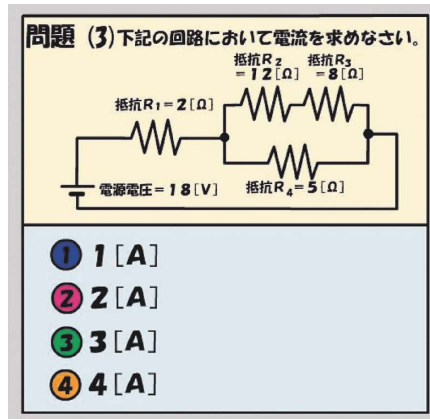 問題 (3)下記の回路において電流を求めなさい。
抵抗R₂ 抵抗R₃
=12[Ω] =8[Ω]
抵抗R₁=2[Ω]
電源電圧=18[V] 抵抗R₄=5[Ω]
1 1[A]
2 2[A]
3 3[A]
4 4[A]